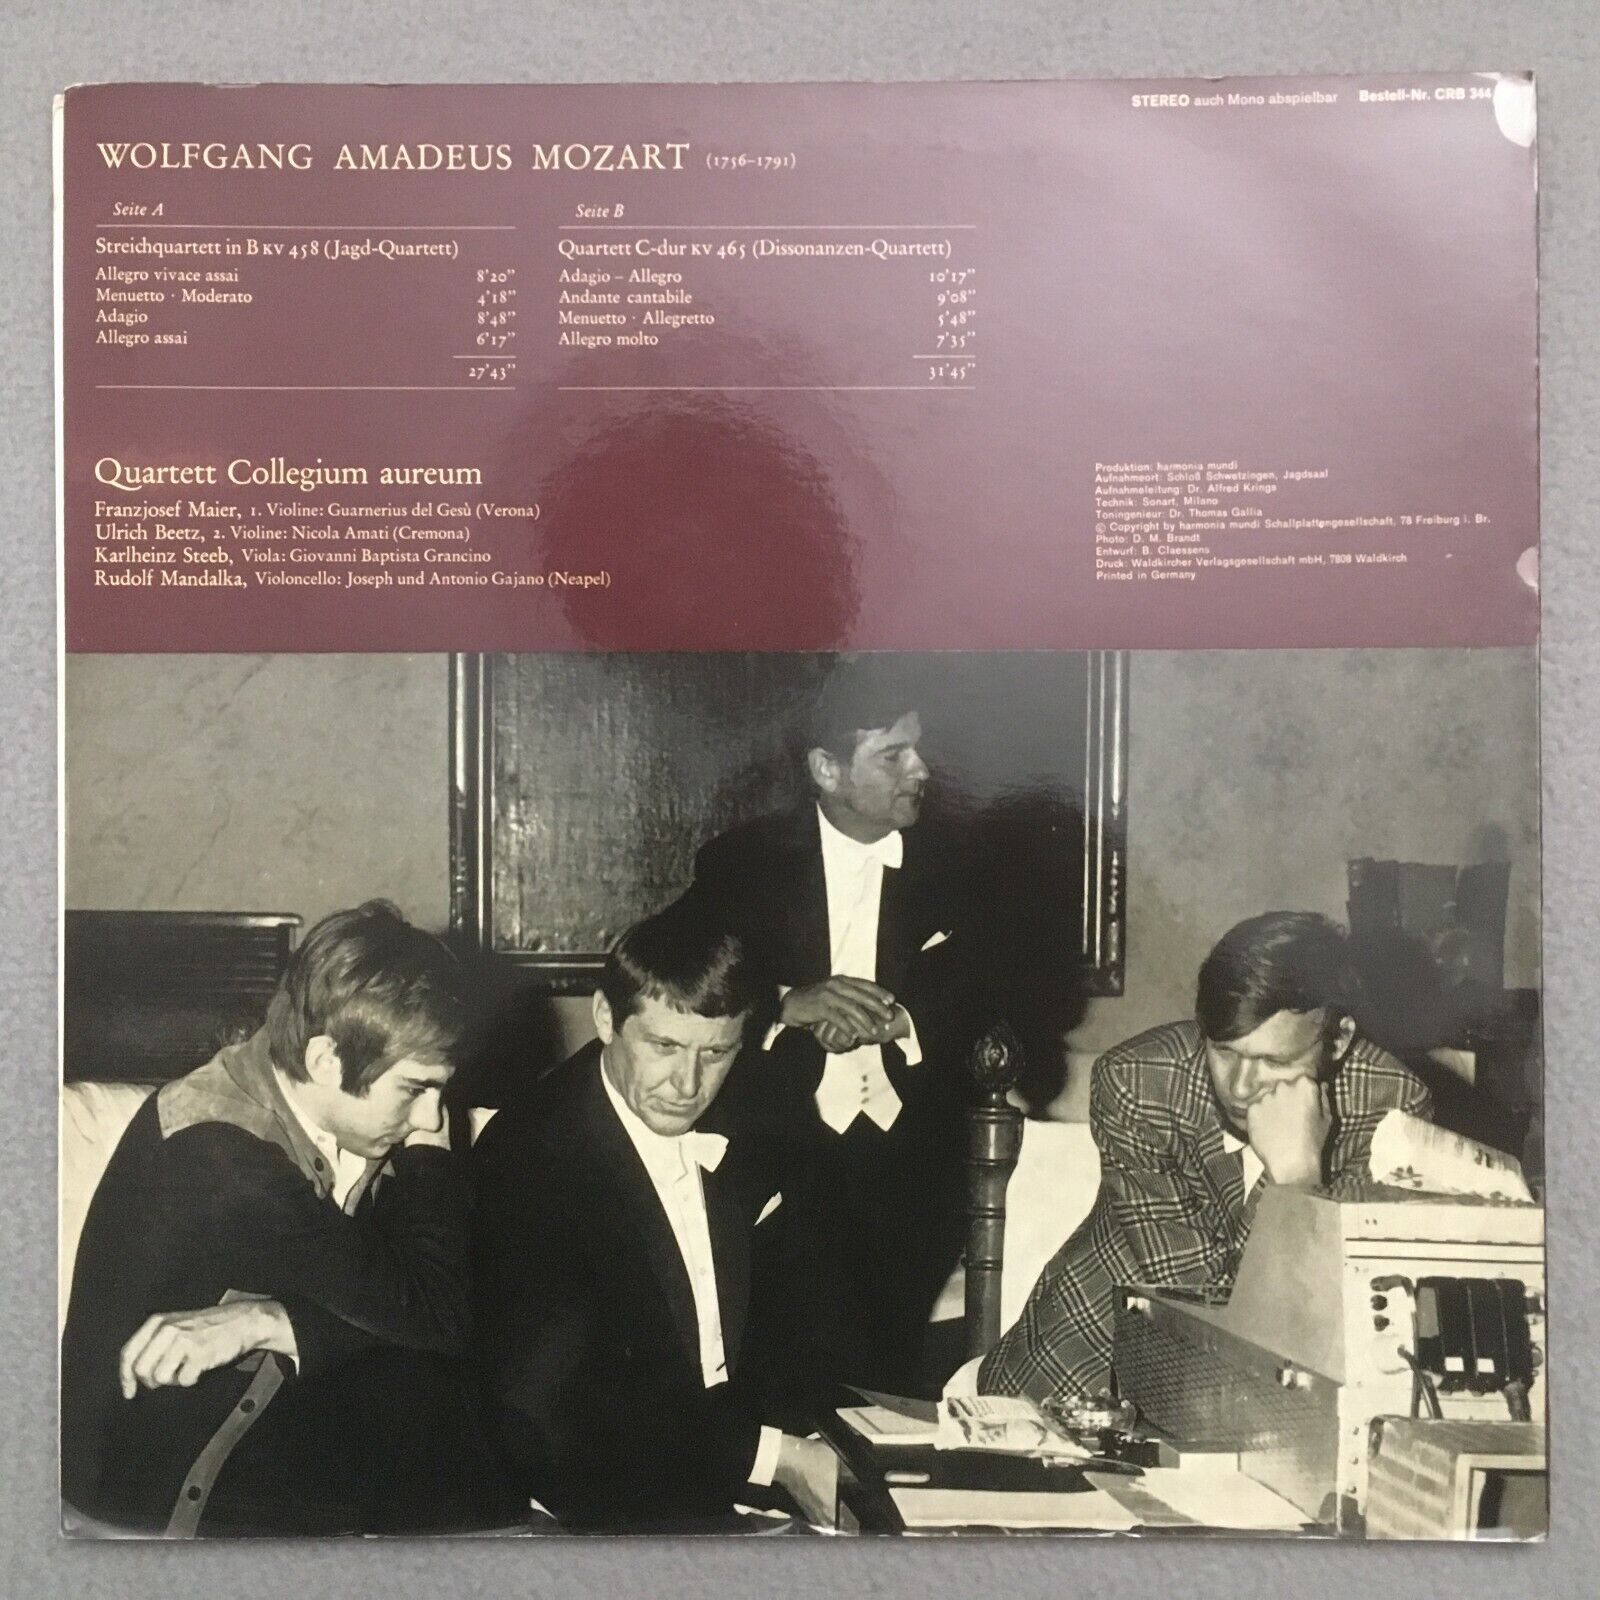 STEREO auch Mono abspielbar Bestell-Nr. CRB 344
WOLFGANG AMADEUS MOZART (1756–1791)
Seite A
Streichquartett in B KV 458 (Jagd-Quartett)
Allegro vivace assai 8'20"
Menuetto · Moderato 4'18"
Adagio 8'48"
Allegro assai 6'17"
27'43"
Seite B
Quartett C-dur KV 465 (Dissonanzen-Quartett)
Adagio – Allegro 10'17"
Andante cantabile 9'08"
Menuetto · Allegretto 5'48"
Allegro molto 7'35"
31'45"
Quartett Collegium aureum
Franzjosef Maier, 1. Violine: Guarnerius del Gesù (Verona)
Ulrich Beetz, 2. Violine: Nicola Amati (Cremona)
Karlheinz Steeb, Viola: Giovanni Baptista Grancino
Rudolf Mandalka, Violoncello: Joseph und Antonio Gajano (Neapel)
Produktion: harmonia mundi
Aufnahmeort: Schloß Schwetzingen, Jagdsaal
Aufnahmeleitung: Dr. Alfred Krings
Technik: Sonart, Milano
Toningenieur: Dr. Thomas Gallia
© Copyright by harmonia mundi Schallplattengesellschaft, 78 Freiburg i. Br.
Photo: D. M. Brandt
Entwurf: B. Claessens
Druck: Waldkircher Verlagsgesellschaft mbH, 7808 Waldkirch
Printed in Germany